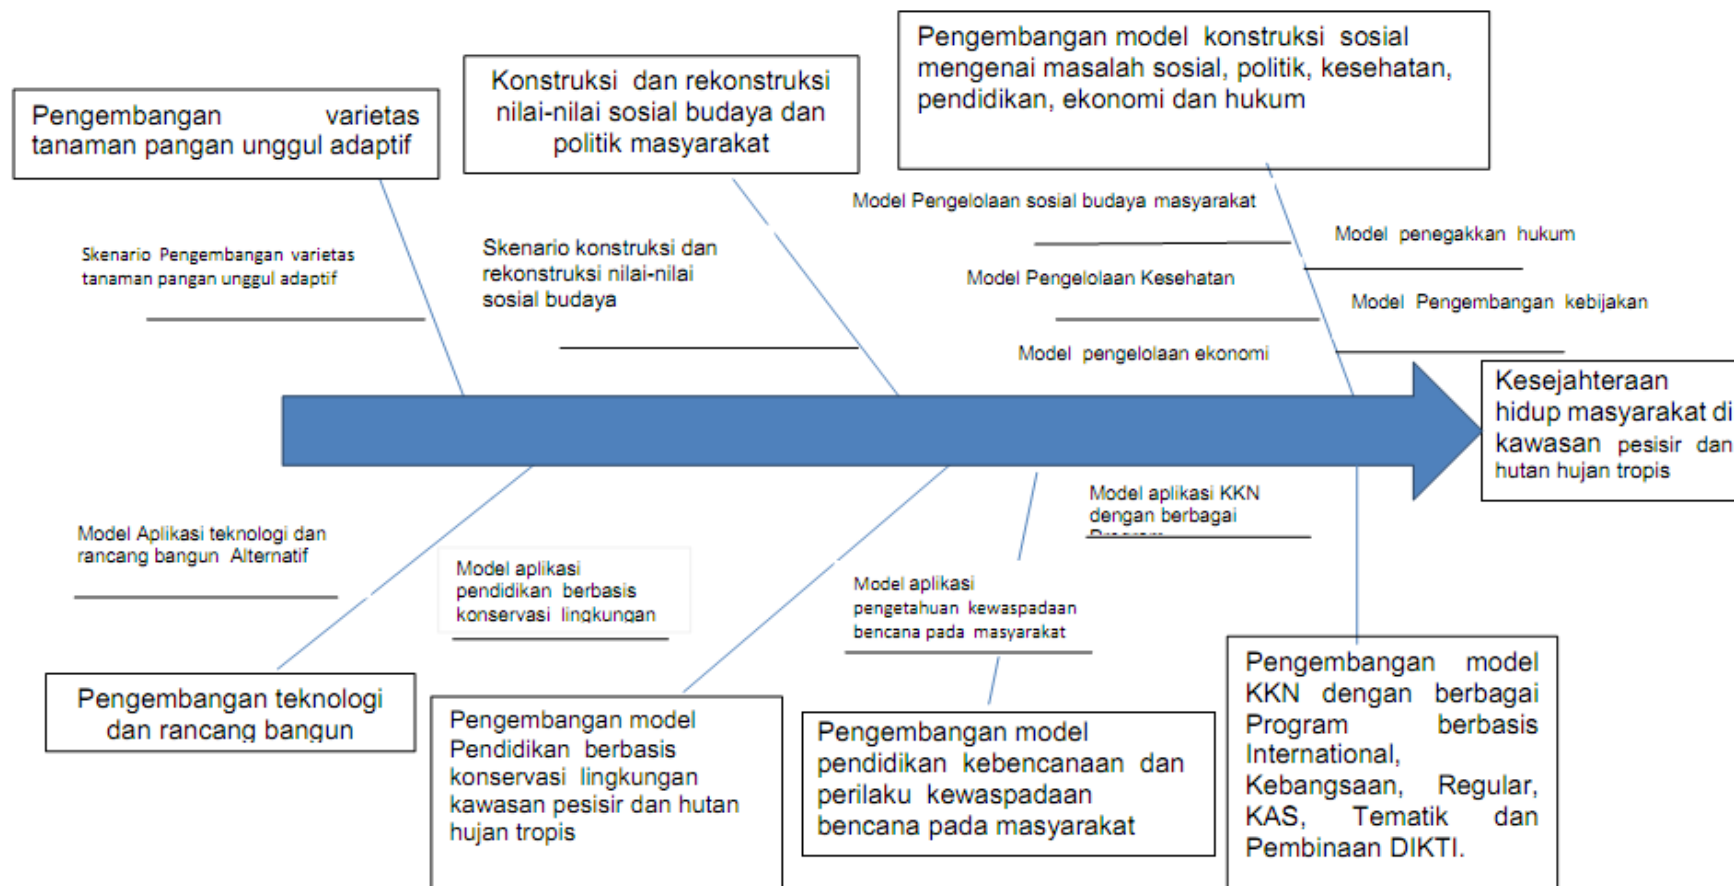 Pengembangan varietas
tanaman pangan unggul adaptif
Konstruksi dan rekonstruksi
nilai-nilai sosial budaya dan
politik masyarakat
Pengembangan model konstruksi sosial
mengenai masalah sosial, politik, kesehatan,
pendidikan, ekonomi dan hukum
Skenario Pengembangan varietas
tanaman pangan unggul adaptif
Skenario konstruksi dan
rekonstruksi nilai-nilai
sosial budaya
Model Pengelolaan sosial budaya masyarakat
Model penegakkan hukum
Model Pengelolaan Kesehatan
Model Pengembangan kebijakan
Model pengelolaan ekonomi
Kesejahteraan
hidup masyarakat di
kawasan pesisir dan
hutan hujan tropis
Model Aplikasi teknologi dan
rancang bangun Alternatif
Model aplikasi
pendidikan berbasis
konservasi lingkungan
Model aplikasi
pengetahuan kewaspadaan
bencana pada masyarakat
Model aplikasi KKN
dengan berbagai
Program
Pengembangan teknologi
dan rancang bangun
Pengembangan model
Pendidikan berbasis
konservasi lingkungan
kawasan pesisir dan hutan
hujan tropis
Pengembangan model
pendidikan kebencanaan dan
perilaku kewaspadaan
bencana pada masyarakat
Pengembangan model
KKN dengan berbagai
Program berbasis
International,
Kebangsaan, Regular,
KAS, Tematik dan
Pembinaan DIKTI.